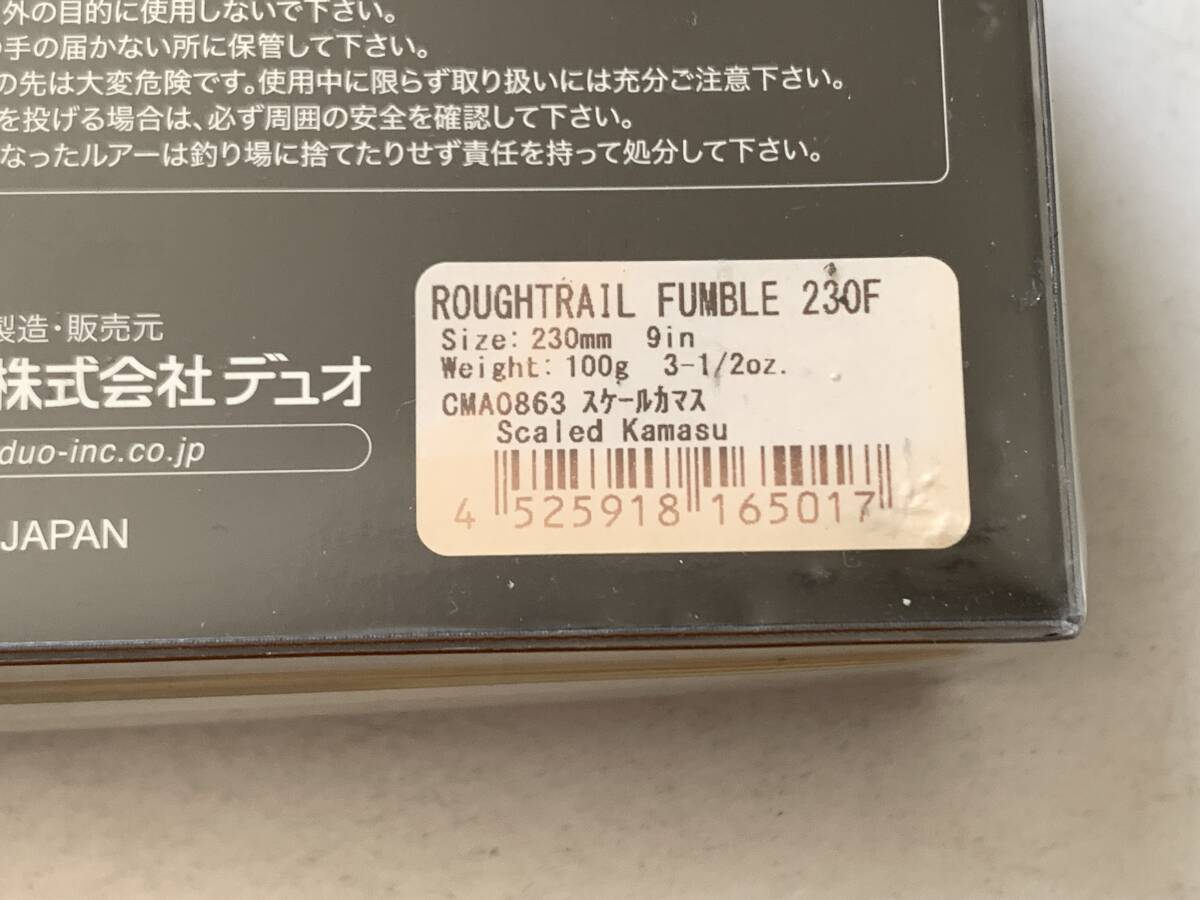 外の目的に使用しないで下さい。
手の届かない所に保管して下さい。
の先は大変危険です。使用中に限らず取り扱いには充分ご注意下さい。
を投げる場合は、必ず周囲の安全を確認して下さい。
なったルアーは釣り場に捨てたりせず責任を持って処分して下さい。
製造・販売元
株式会社デュオ
duo-inc.co.jp
JAPAN
ROUGHTRAIL FUMBLE 230F
Size: 230mm 9in
Weight: 100g 3-1/2oz.
CMA0863 スケールカマス
Scaled Kamasu
4 525918 165017